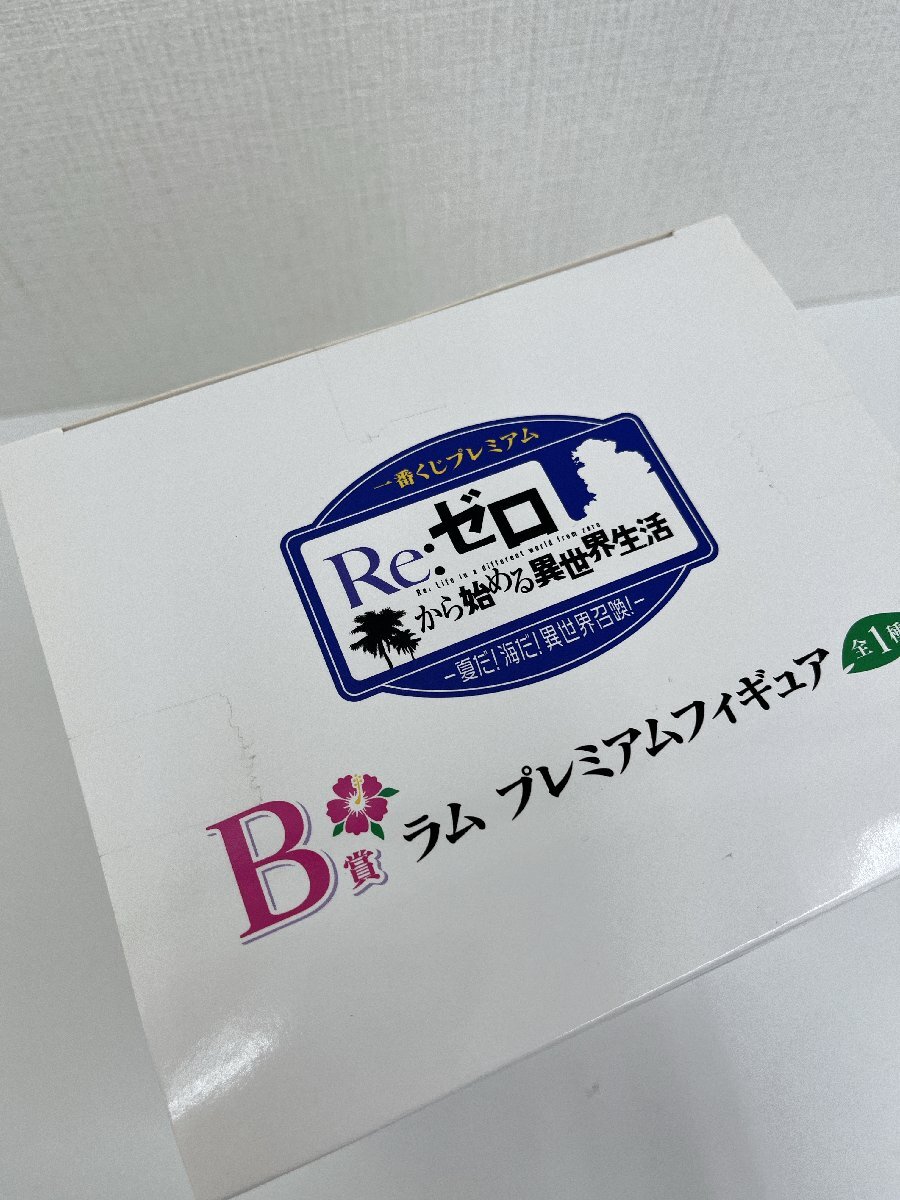 一番くじプレミアム
Re:ゼロ
Re: Life in a different world from zero
から始める異世界生活
-夏だ!海だ!異世界召喚!-
B賞 ラム プレミアムフィギュア 全1種